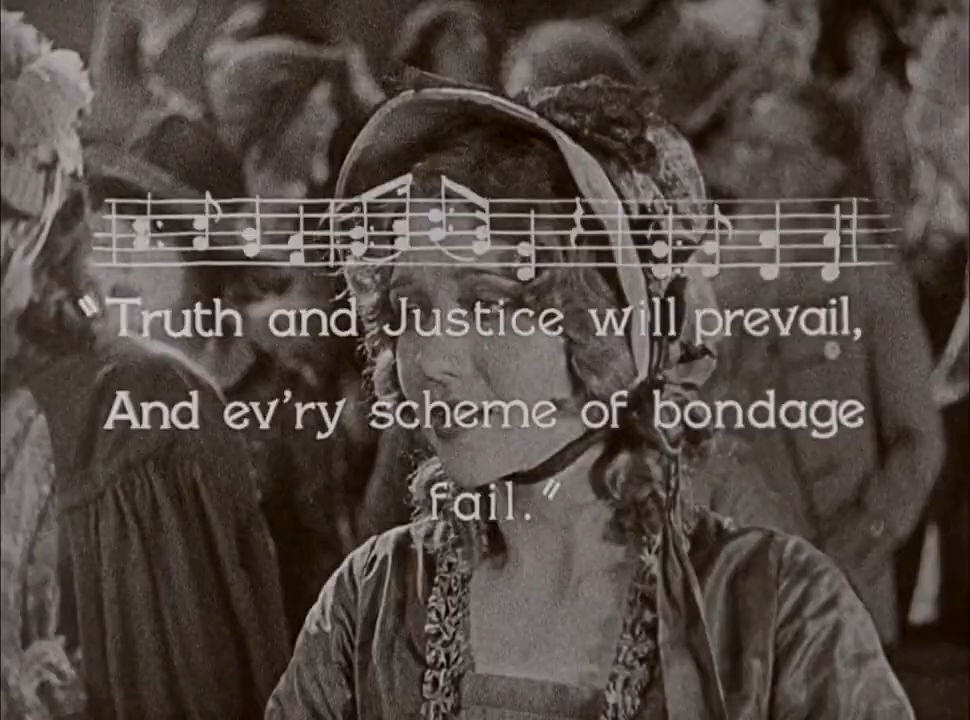 "Truth and Justice will prevail,
And ev'ry scheme of bondage
fail."